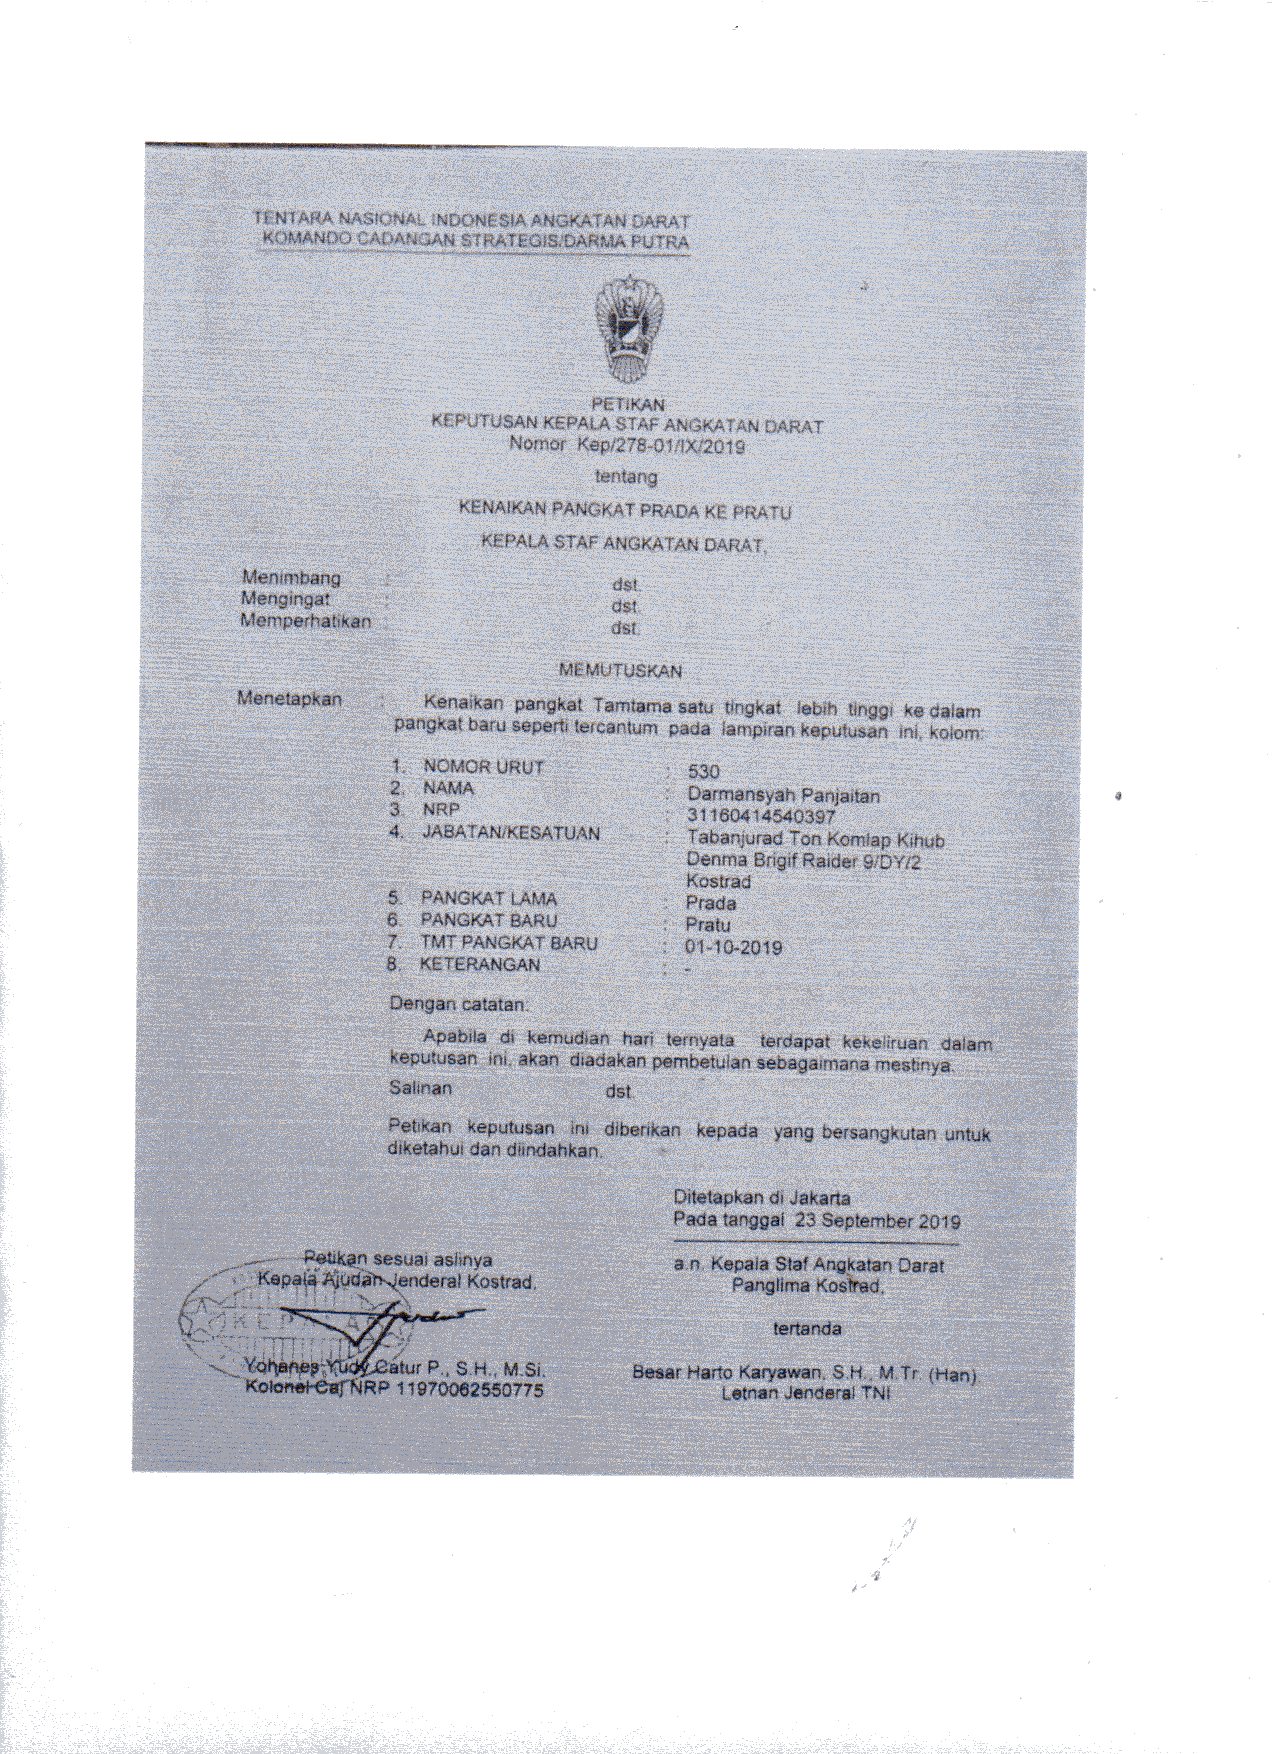 TENTARA NASIONAL INDONESIA ANGKATAN DARAT
KOMANDO CADANGAN STRATEGIS/DARMA PUTRA
PETIKAN
KEPUTUSAN KEPALA STAF ANGKATAN DARAT
Nomor Kep/278-01/IX/2019
tentang
KENAIKAN PANGKAT PRADA KE PRATU
KEPALA STAF ANGKATAN DARAT,
Menimbang : dst.
Mengingat : dst.
Memperhatikan : dst.
MEMUTUSKAN
Menetapkan : Kenaikan pangkat Tamtama satu tingkat lebih tinggi ke dalam
pangkat baru seperti tercantum pada lampiran keputusan ini, kolom:
1. NOMOR URUT : 530
2. NAMA : Darmansyah Panjaitan
3. NRP : 31160414540397
4. JABATAN/KESATUAN : Tabanjurad Ton Komlap Kihub
Denma Brigif Raider 9/DY/2
Kostrad
5. PANGKAT LAMA : Prada
6. PANGKAT BARU : Pratu
7. TMT PANGKAT BARU : 01-10-2019
8. KETERANGAN : -
Dengan catatan.
Apabila di kemudian hari ternyata terdapat kekeliruan dalam
keputusan ini, akan diadakan pembetulan sebagaimana mestinya.
Salinan dst.
Petikan keputusan ini diberikan kepada yang bersangkutan untuk
diketahui dan diindahkan.
Ditetapkan di Jakarta
Pada tanggal 23 September 2019
Petikan sesuai aslinya
Kepala Ajudan Jenderal Kostrad,
Yohanes Yudy Catur P., S.H., M.Si.
Kolonel Caj NRP 11970062550775
a.n. Kepala Staf Angkatan Darat
Panglima Kostrad,
tertanda
Besar Harto Karyawan, S.H., M.Tr. (Han)
Letnan Jenderal TNI